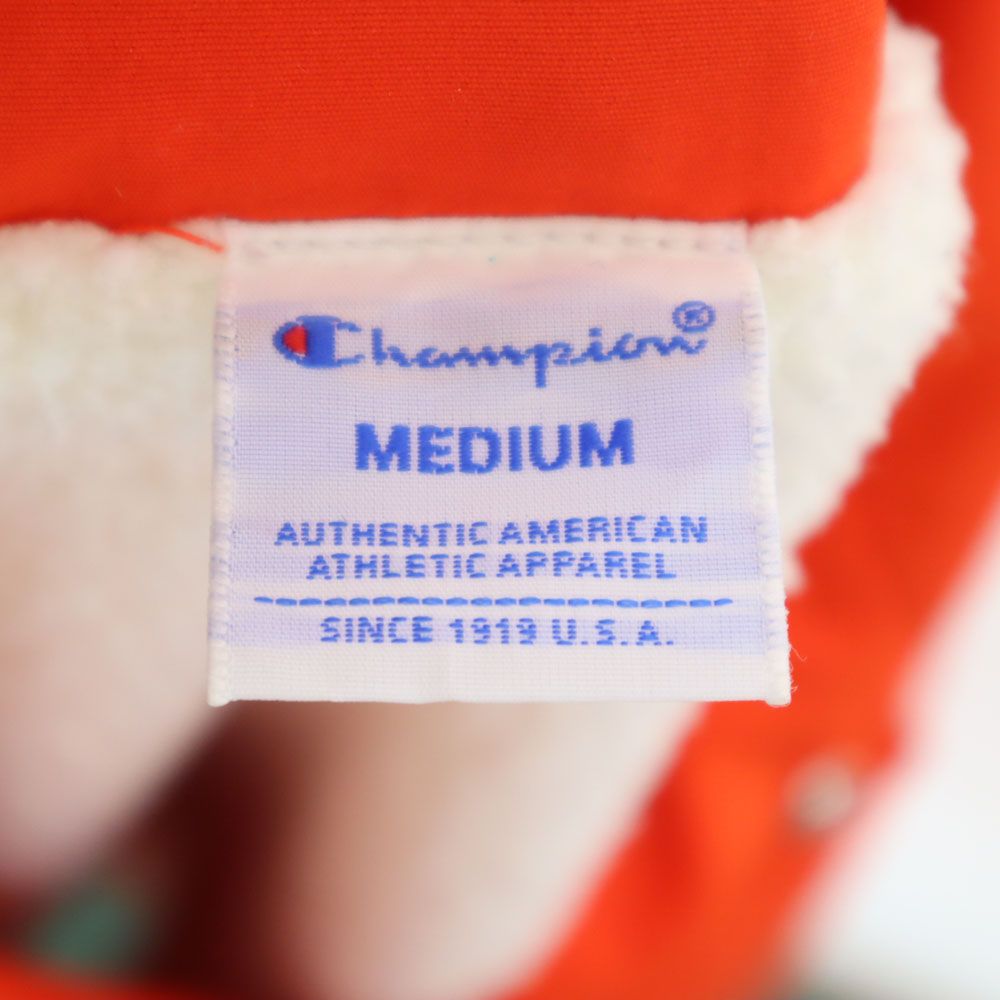 Champion®
MEDIUM
AUTHENTIC AMERICAN
ATHLETIC APPAREL
SINCE 1919 U.S.A.